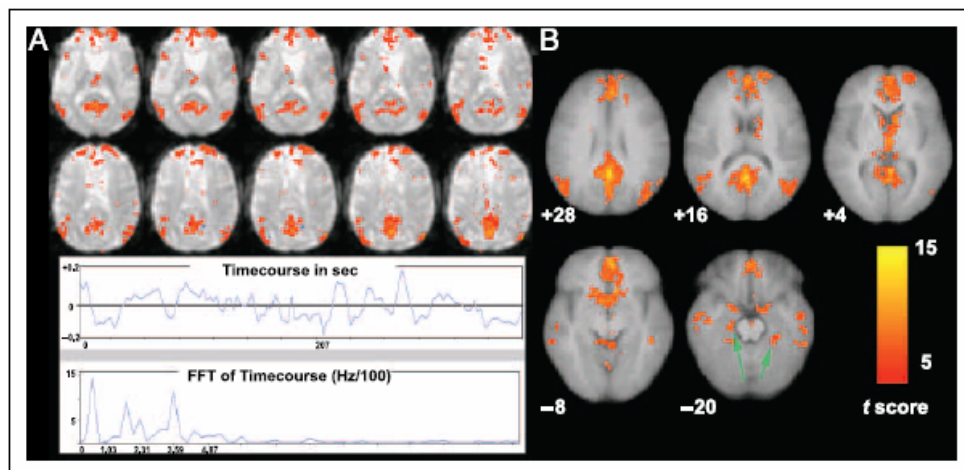 A
B
+28
+16
+4
Timecourse in sec
+0.2
0
−0.2
0
207
FFT of Timecourse (Hz/100)
15
5
0 1.03 2.31 3.59 4.87
−8
−20
15
5
t score